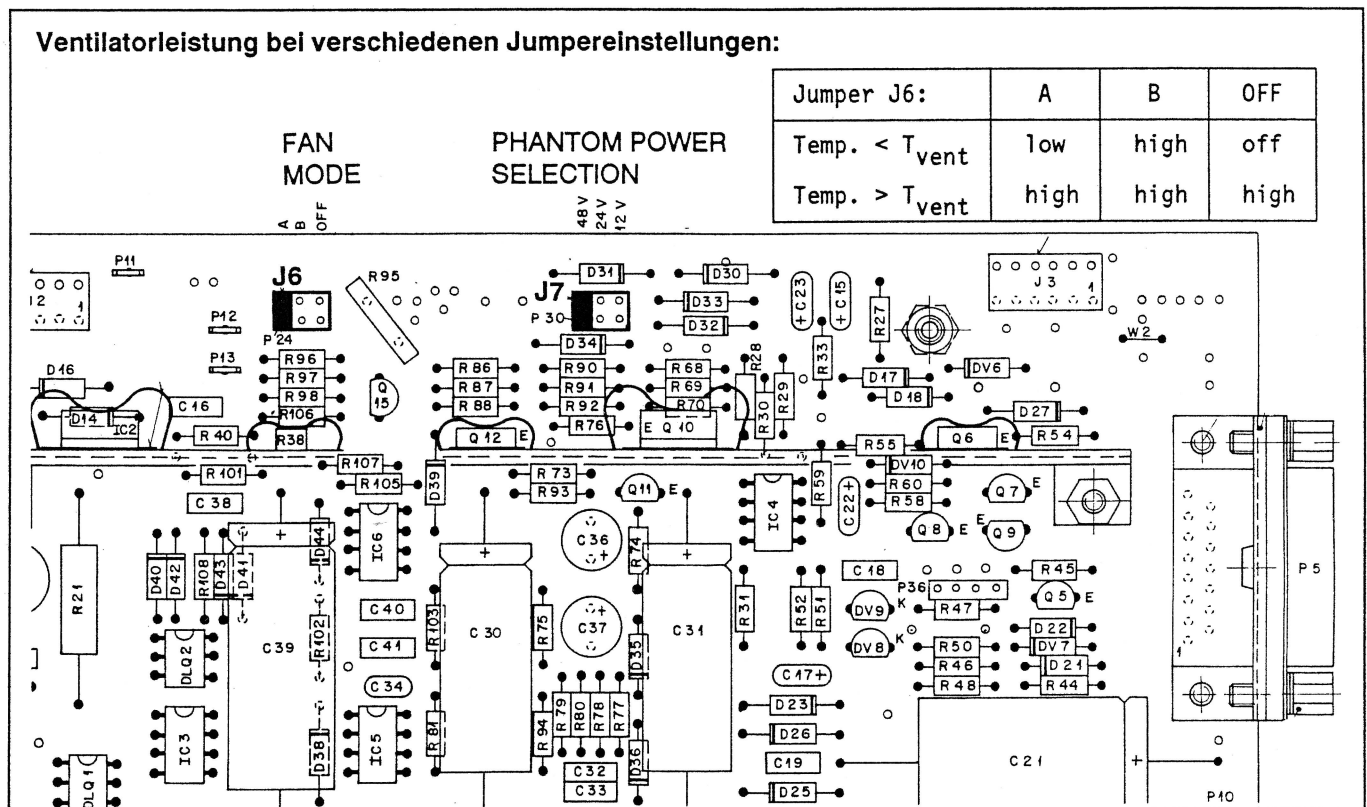 Ventilatorleistung bei verschiedenen Jumpereinstellungen:
Jumper J6: A B OFF
Temp. < Tvent low high off
Temp. > Tvent high high high
FAN
MODE
PHANTOM POWER
SELECTION
A
B
OFF
48V
24V
12V
P11
J6
R95
J7
D31
D30
J3
1
1
P12
P24
P30
D33
D32
+C23
+C15
R27
W2
P13
D34
R28
R33
R96
R97
R98
R106
R86
R87
R88
R90
R91
R92
R68
R69
R70
R30
R29
D17
D18
DV6
D16
D14
IC2
C16
Q15
R40
R38
Q12
E
R76
E
Q10
D27
R55
Q6
E
R54
R101
R107
R105
D39
R73
R93
Q11
E
IC4
R59
C22+
DV10
R60
R58
Q7
E
C38
Q8
E
E
Q9
+
D44
IC6
+
C36
+
R74
+
R21
D40
D42
R108
D43
D41
C18
P36
R45
P5
DV9
K
R47
Q5
E
C40
C41
R103
C30
R75
+
C37
C31
R31
R52
R51
DV8
K
D22
DV7
D21
R44
R50
R46
R48
DLQ2
C39
R102
D35
C34
C17+
1
IC3
D38
IC5
R81
R94
R79
R80
R78
R77
D36
D23
D26
C19
D25
C21
+
C32
C33
DLQ1
P10